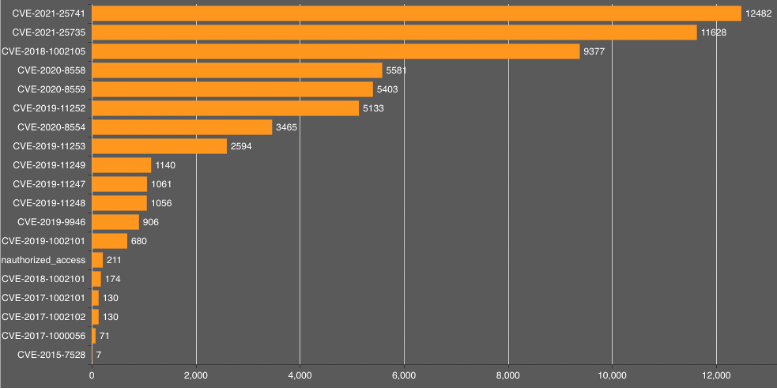 CVE-2021-25741 12482
CVE-2021-25735 11628
CVE-2018-1002105 9377
CVE-2020-8558 5581
CVE-2020-8559 5403
CVE-2019-11252 5133
CVE-2020-8554 3465
CVE-2019-11253 2594
CVE-2019-11249 1140
CVE-2019-11247 1061
CVE-2019-11248 1056
CVE-2019-9946 906
CVE-2019-1002101 680
nauthorized_access 211
CVE-2018-1002101 174
CVE-2017-1002101 130
CVE-2017-1002102 130
CVE-2017-1000056 71
CVE-2015-7528 7
0 2,000 4,000 6,000 8,000 10,000 12,000